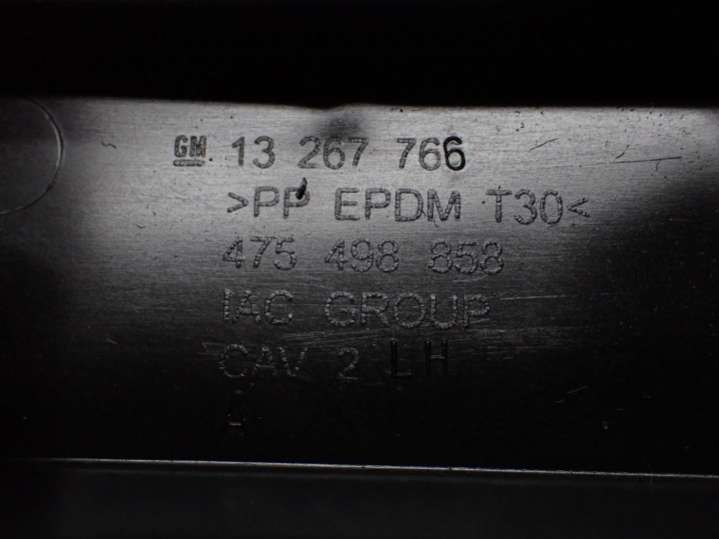 GM 13 267 766
>PP EPDM T30<
475 498 858
IAC GROUP
CAV 2 LH